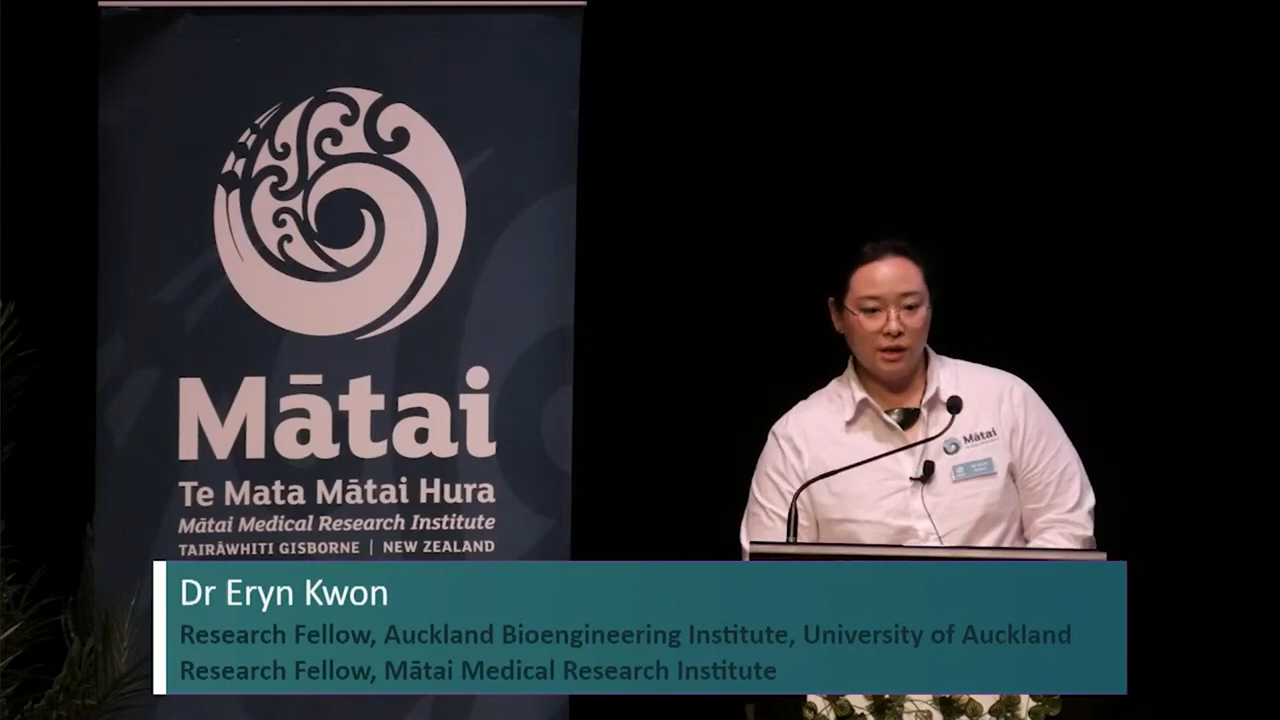 Mātai
Te Mata Mātai Hura
Mātai Medical Research Institute
TAIRĀWHITI GISBORNE | NEW ZEALAND
Mātai
Dr Eryn Kwon
Research Fellow, Auckland Bioengineering Institute, University of Auckland
Research Fellow, Mātai Medical Research Institute